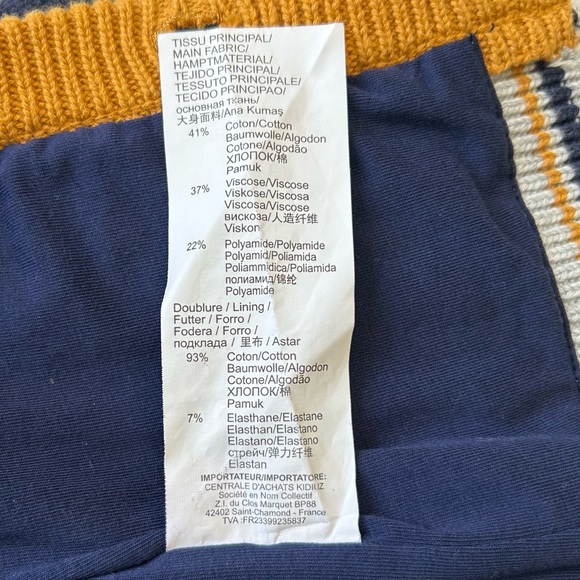 TISSU PRINCIPAL/
MAIN FABRIC/
HAMPTMATERIAL/
TEJIDO PRINCIPAL/
TESSUTO PRINCIPALE/
TECIDO PRINCIPAO/
основная ткань/
大身面料/Ana Kumaş
41% Coton/Cotton
Baumwolle/Algodon
Cotone/Algodão
ХЛОПОК/棉
Pamuk
37% Viscose/Viscose
Viskose/Viscosa
Viscosa/Viscose
вискоза/人造纤维
Viskon
22% Polyamide/Polyamide
Polyamid/Poliamida
Poliammidica/Poliamida
полиамид/锦纶
Polyamide
Doublure / Lining /
Futter / Forro /
Fodera / Forro /
подклада / 里布 / Astar
93% Coton/Cotton
Baumwolle/Algodon
Cotone/Algodão
ХЛОПОК/棉
Pamuk
7% Elasthane/Elastane
Elasthan/Elastano
Elastano/Elastano
стрейч/弹力纤维
Elastan
IMPORTATEUR/IMPORTATORE:
CENTRALE D'ACHATS KIDILIZ
Société en Nom Collectif
Z.I. du Clos Marquet BP88
42402 Saint-Chamond - France
TVA :FR23399235837